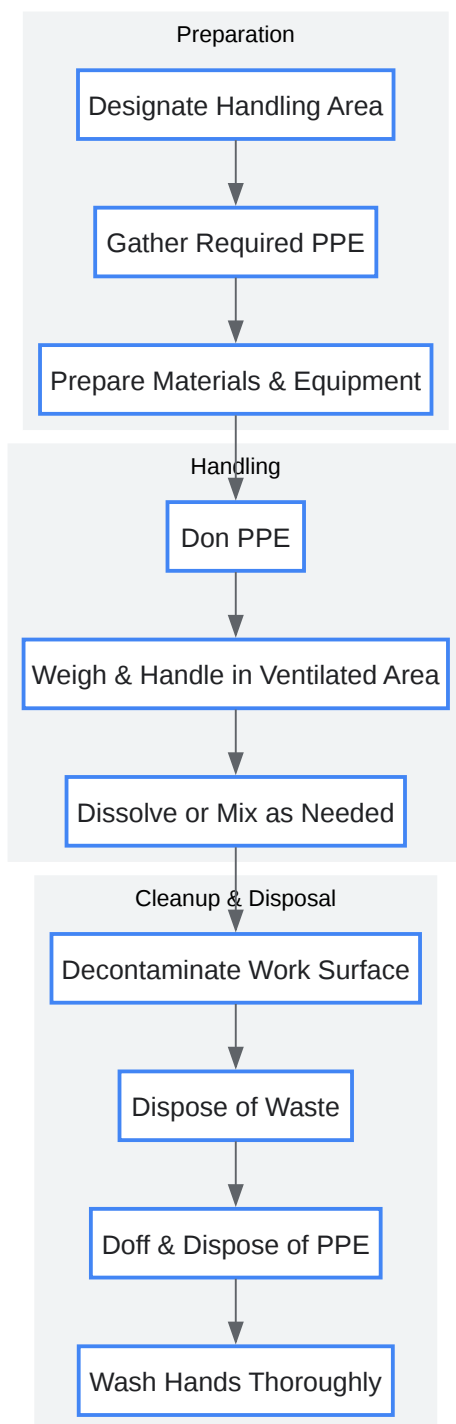 Preparation
Designate Handling Area
Gather Required PPE
Prepare Materials & Equipment
Handling
Don PPE
Weigh & Handle in Ventilated Area
Dissolve or Mix as Needed
Cleanup & Disposal
Decontaminate Work Surface
Dispose of Waste
Doff & Dispose of PPE
Wash Hands Thoroughly